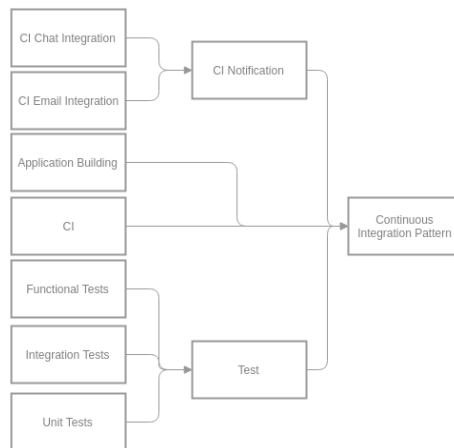 CI Chat Integration
CI Notification
CI Email Integration
Application Building
CI
Continuous
Integration Pattern
Functional Tests
Integration Tests
Test
Unit Tests